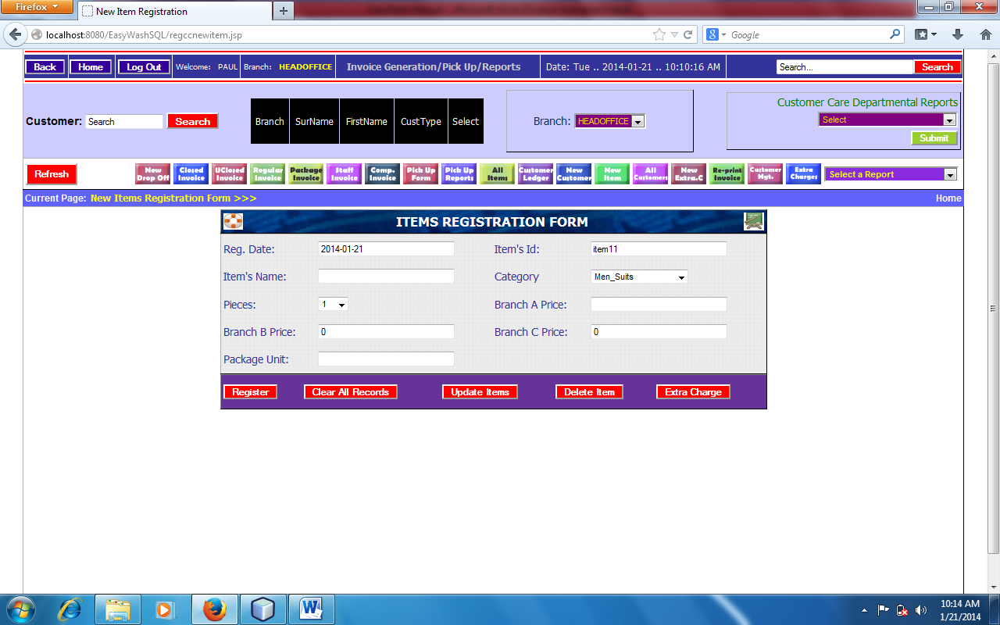 Firefox
New Item Registration
localhost:8080/EasyWashSQL/regccnewitem.jsp
Google
Back Home Log Out Welcome: PAUL Branch: HEADOFFICE Invoice Generation/Pick Up/Reports Date: Tue .. 2014-01-21 .. 10:10:16 AM Search... Search
Customer: Search Search
Branch SurName FirstName CustType Select
Branch: HEADOFFICE
Customer Care Departmental Reports
Select
Submit
Refresh
New Drop Off
Closed Invoice
UClosed Invoice
Regular Invoice
Package Invoice
Staff Invoice
Comp. Invoice
Pick Up Form
Pick Up Reports
All Items
Customer Ledger
New Customer
New Item
All Customers
New Extra.C
Re-print Invoice
Customer Mgt.
Extra Charges
Select a Report
Current Page: New Items Registration Form >>> Home
ITEMS REGISTRATION FORM
Reg. Date: 2014-01-21 Item's Id: item11
Item's Name: Category Men_Suits
Pieces: 1 Branch A Price:
Branch B Price: 0 Branch C Price: 0
Package Unit:
Register Clear All Records Update Items Delete Item Extra Charge
10:14 AM
1/21/2014